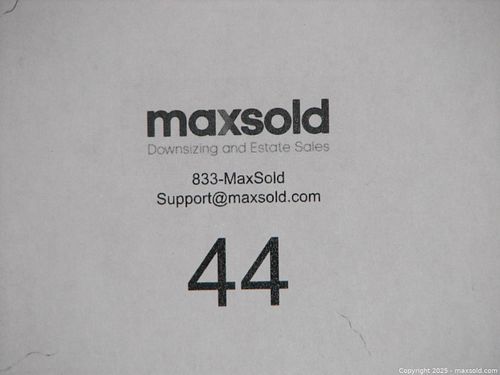 maxsold
Downsizing and Estate Sales
833-MaxSold
Support@maxsold.com
44
Copyright 2025 - maxsold.com